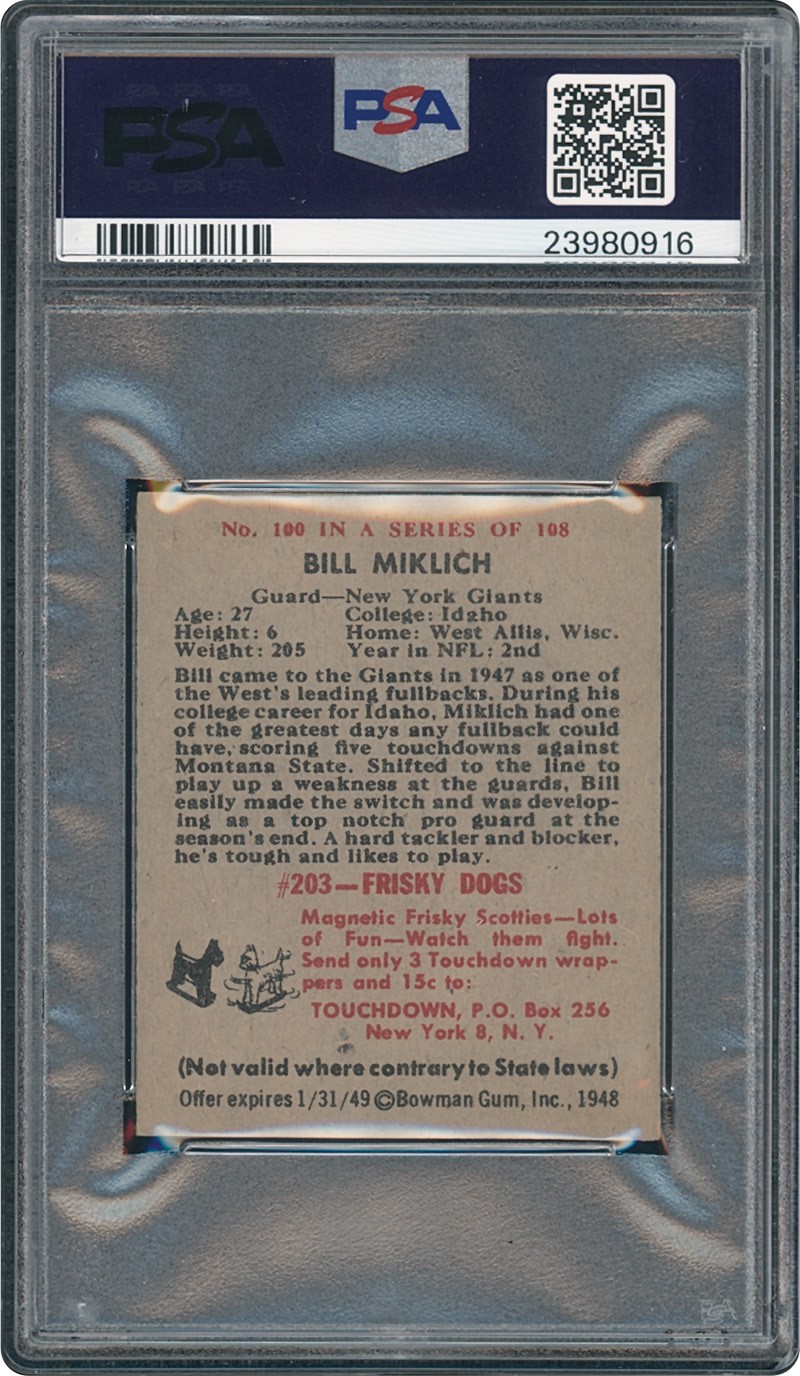 PSA PSA PSA
PSA
PSA PSA PSA
PSA
23980916
No. 100 IN A SERIES OF 108
BILL MIKLICH
Guard—New York Giants
Age: 27 College: Idaho
Height: 6 Home: West Allis, Wisc.
Weight: 205 Year in NFL: 2nd
Bill came to the Giants in 1947 as one of
the West's leading fullbacks. During his
college career for Idaho, Miklich had one
of the greatest days any fullback could
have, scoring five touchdowns against
Montana State. Shifted to the line to
play up a weakness at the guards, Bill
easily made the switch and was develop-
ing as a top notch pro guard at the
season's end. A hard tackler and blocker,
he's tough and likes to play.
#203—FRISKY DOGS
Magnetic Frisky Scotties—Lots
of Fun—Watch them fight.
Send only 3 Touchdown wrap-
pers and 15c to:
TOUCHDOWN, P.O. Box 256
New York 8, N. Y.
(Not valid where contrary to State laws)
Offer expires 1/31/49 ©Bowman Gum, Inc., 1948
PSA